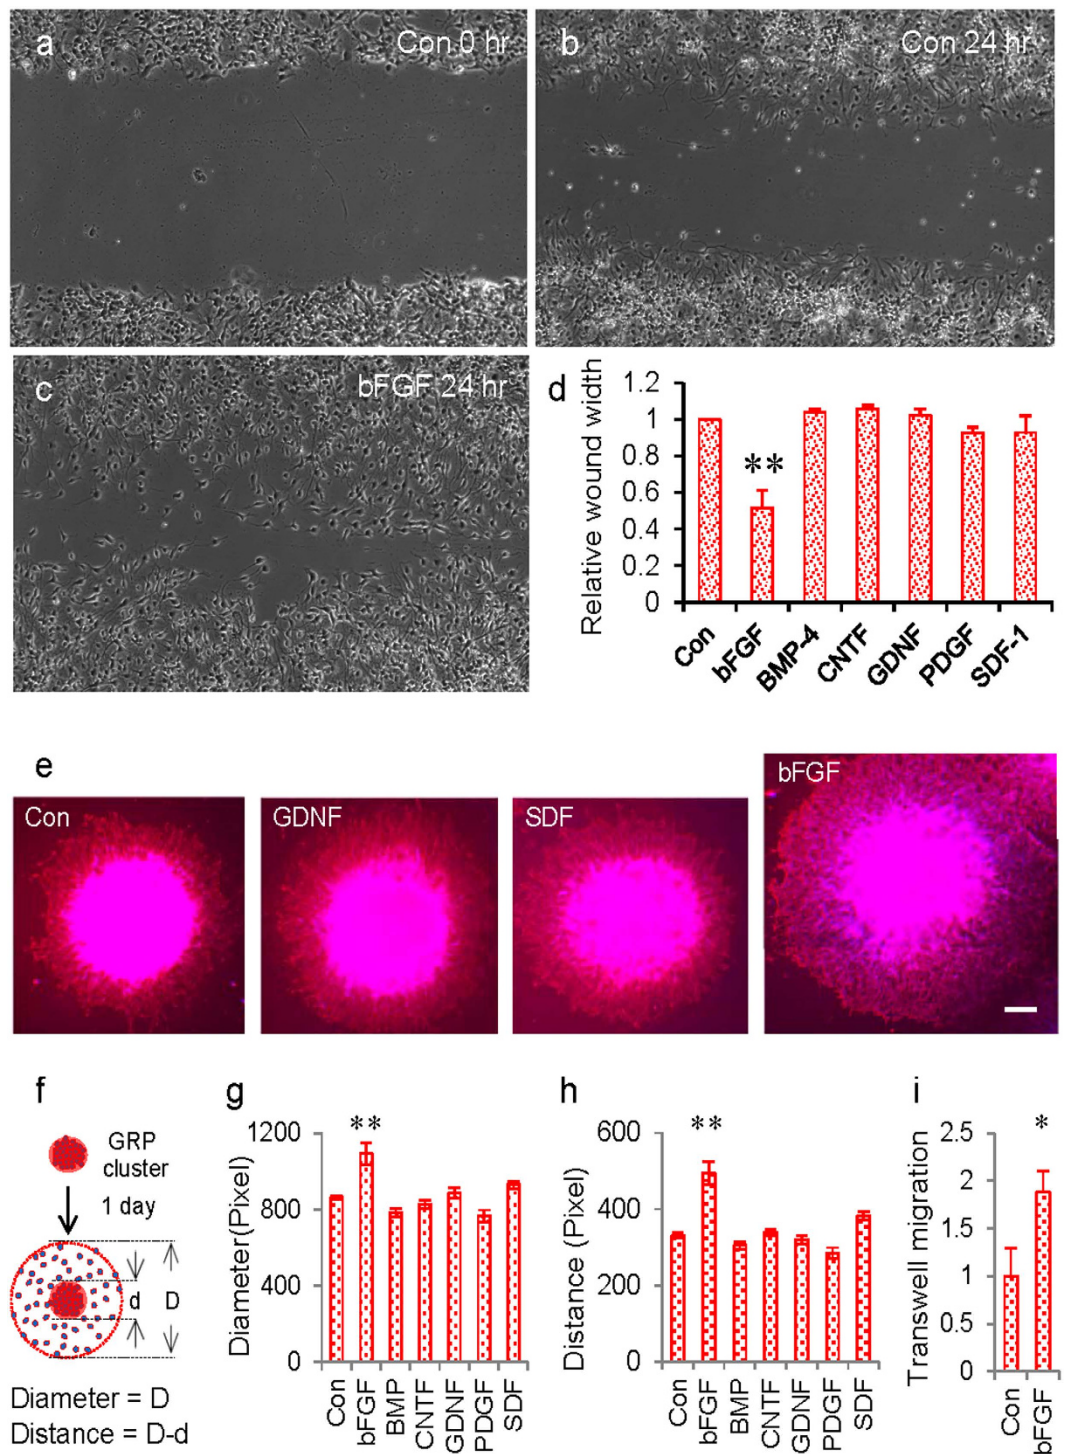 a
Con 0 hr
b
Con 24 hr
c
bFGF 24 hr
d
Relative wound width
1.2
1
0.8
0.6
0.4
0.2
0
**
Con
bFGF
BMP-4
CNTF
GDNF
PDGF
SDF-1
e
Con
GDNF
SDF
bFGF
f
GRP
cluster
1 day
d
D
Diameter = D
Distance = D-d
g
Diameter(Pixel)
1200
800
400
0
**
Con
bFGF
BMP
CNTF
GDNF
PDGF
SDF
h
Distance (Pixel)
600
400
200
0
**
Con
bFGF
BMP
CNTF
GDNF
PDGF
SDF
i
Transwell migration
2.5
2
1.5
1
0.5
0
*
Con
bFGF